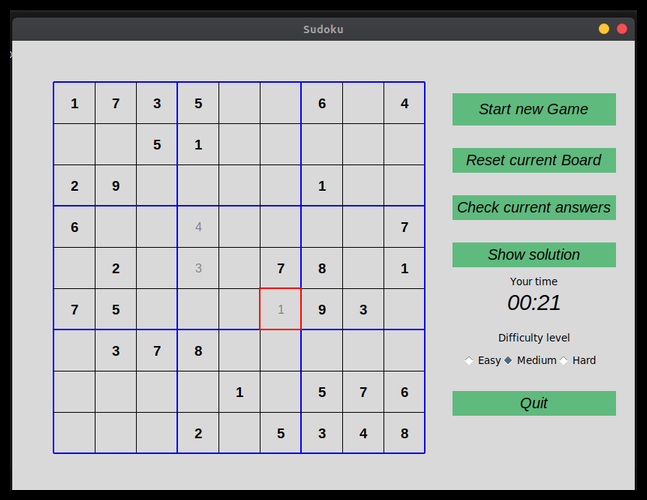 Sudoku
1 7 3 5 6 4
5 1
2 9 1
6 4 7
2 3 7 8 1
7 5 1 9 3
3 7 8
1 5 7 6
2 5 3 4 8
Start new Game
Reset current Board
Check current answers
Show solution
Your time
00:21
Difficulty level
Easy Medium Hard
Quit